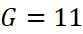 G = 11